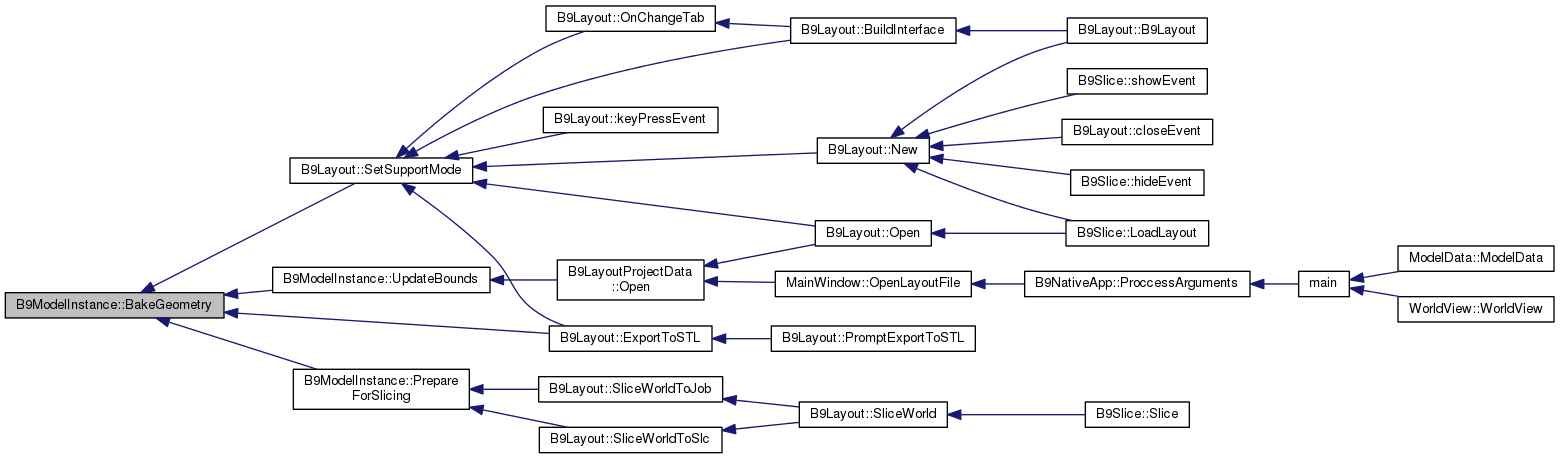 B9Layout::OnChangeTab
B9Layout::BuildInterface
B9Layout::B9Layout
B9Slice::showEvent
B9Layout::keyPressEvent
B9Layout::closeEvent
B9Layout::New
B9Layout::SetSupportMode
B9Slice::hideEvent
B9Layout::Open
B9Slice::LoadLayout
ModelData::ModelData
B9ModelInstance::UpdateBounds
B9LayoutProjectData
::Open
MainWindow::OpenLayoutFile
B9NativeApp::ProccessArguments
main
B9ModelInstance::BakeGeometry
WorldView::WorldView
B9Layout::ExportToSTL
B9Layout::PromptExportToSTL
B9ModelInstance::Prepare
ForSlicing
B9Layout::SliceWorldToJob
B9Layout::SliceWorld
B9Slice::Slice
B9Layout::SliceWorldToSlc